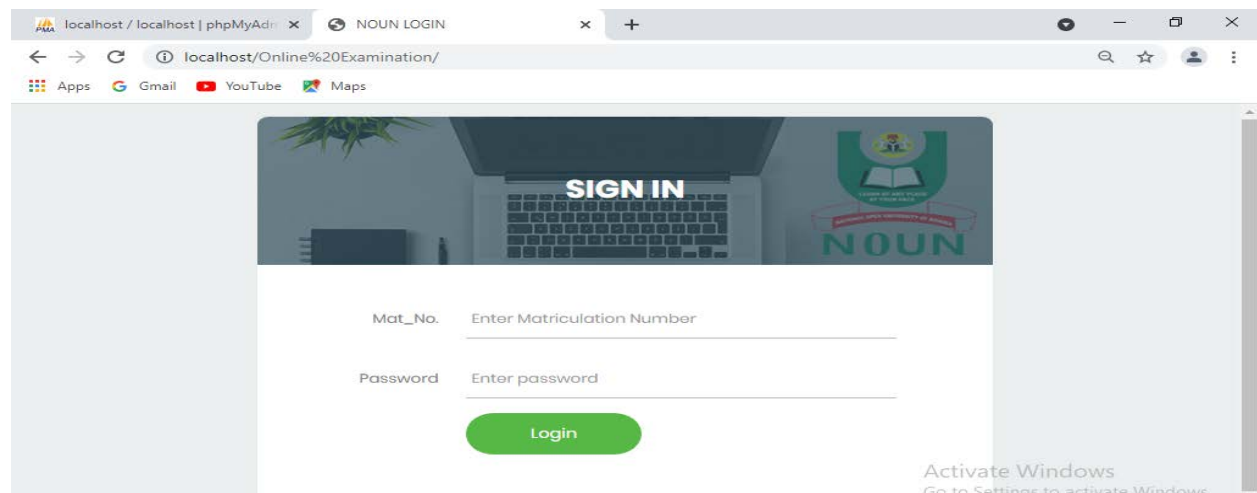 localhost / localhost | phpMyAdm
NOUN LOGIN
localhost/Online%20Examination/
Apps Gmail YouTube Maps
SIGN IN
NOUN
Mat_No. Enter Matriculation Number
Password Enter password
Login
Activate Windows
Go to Settings to activate Windows